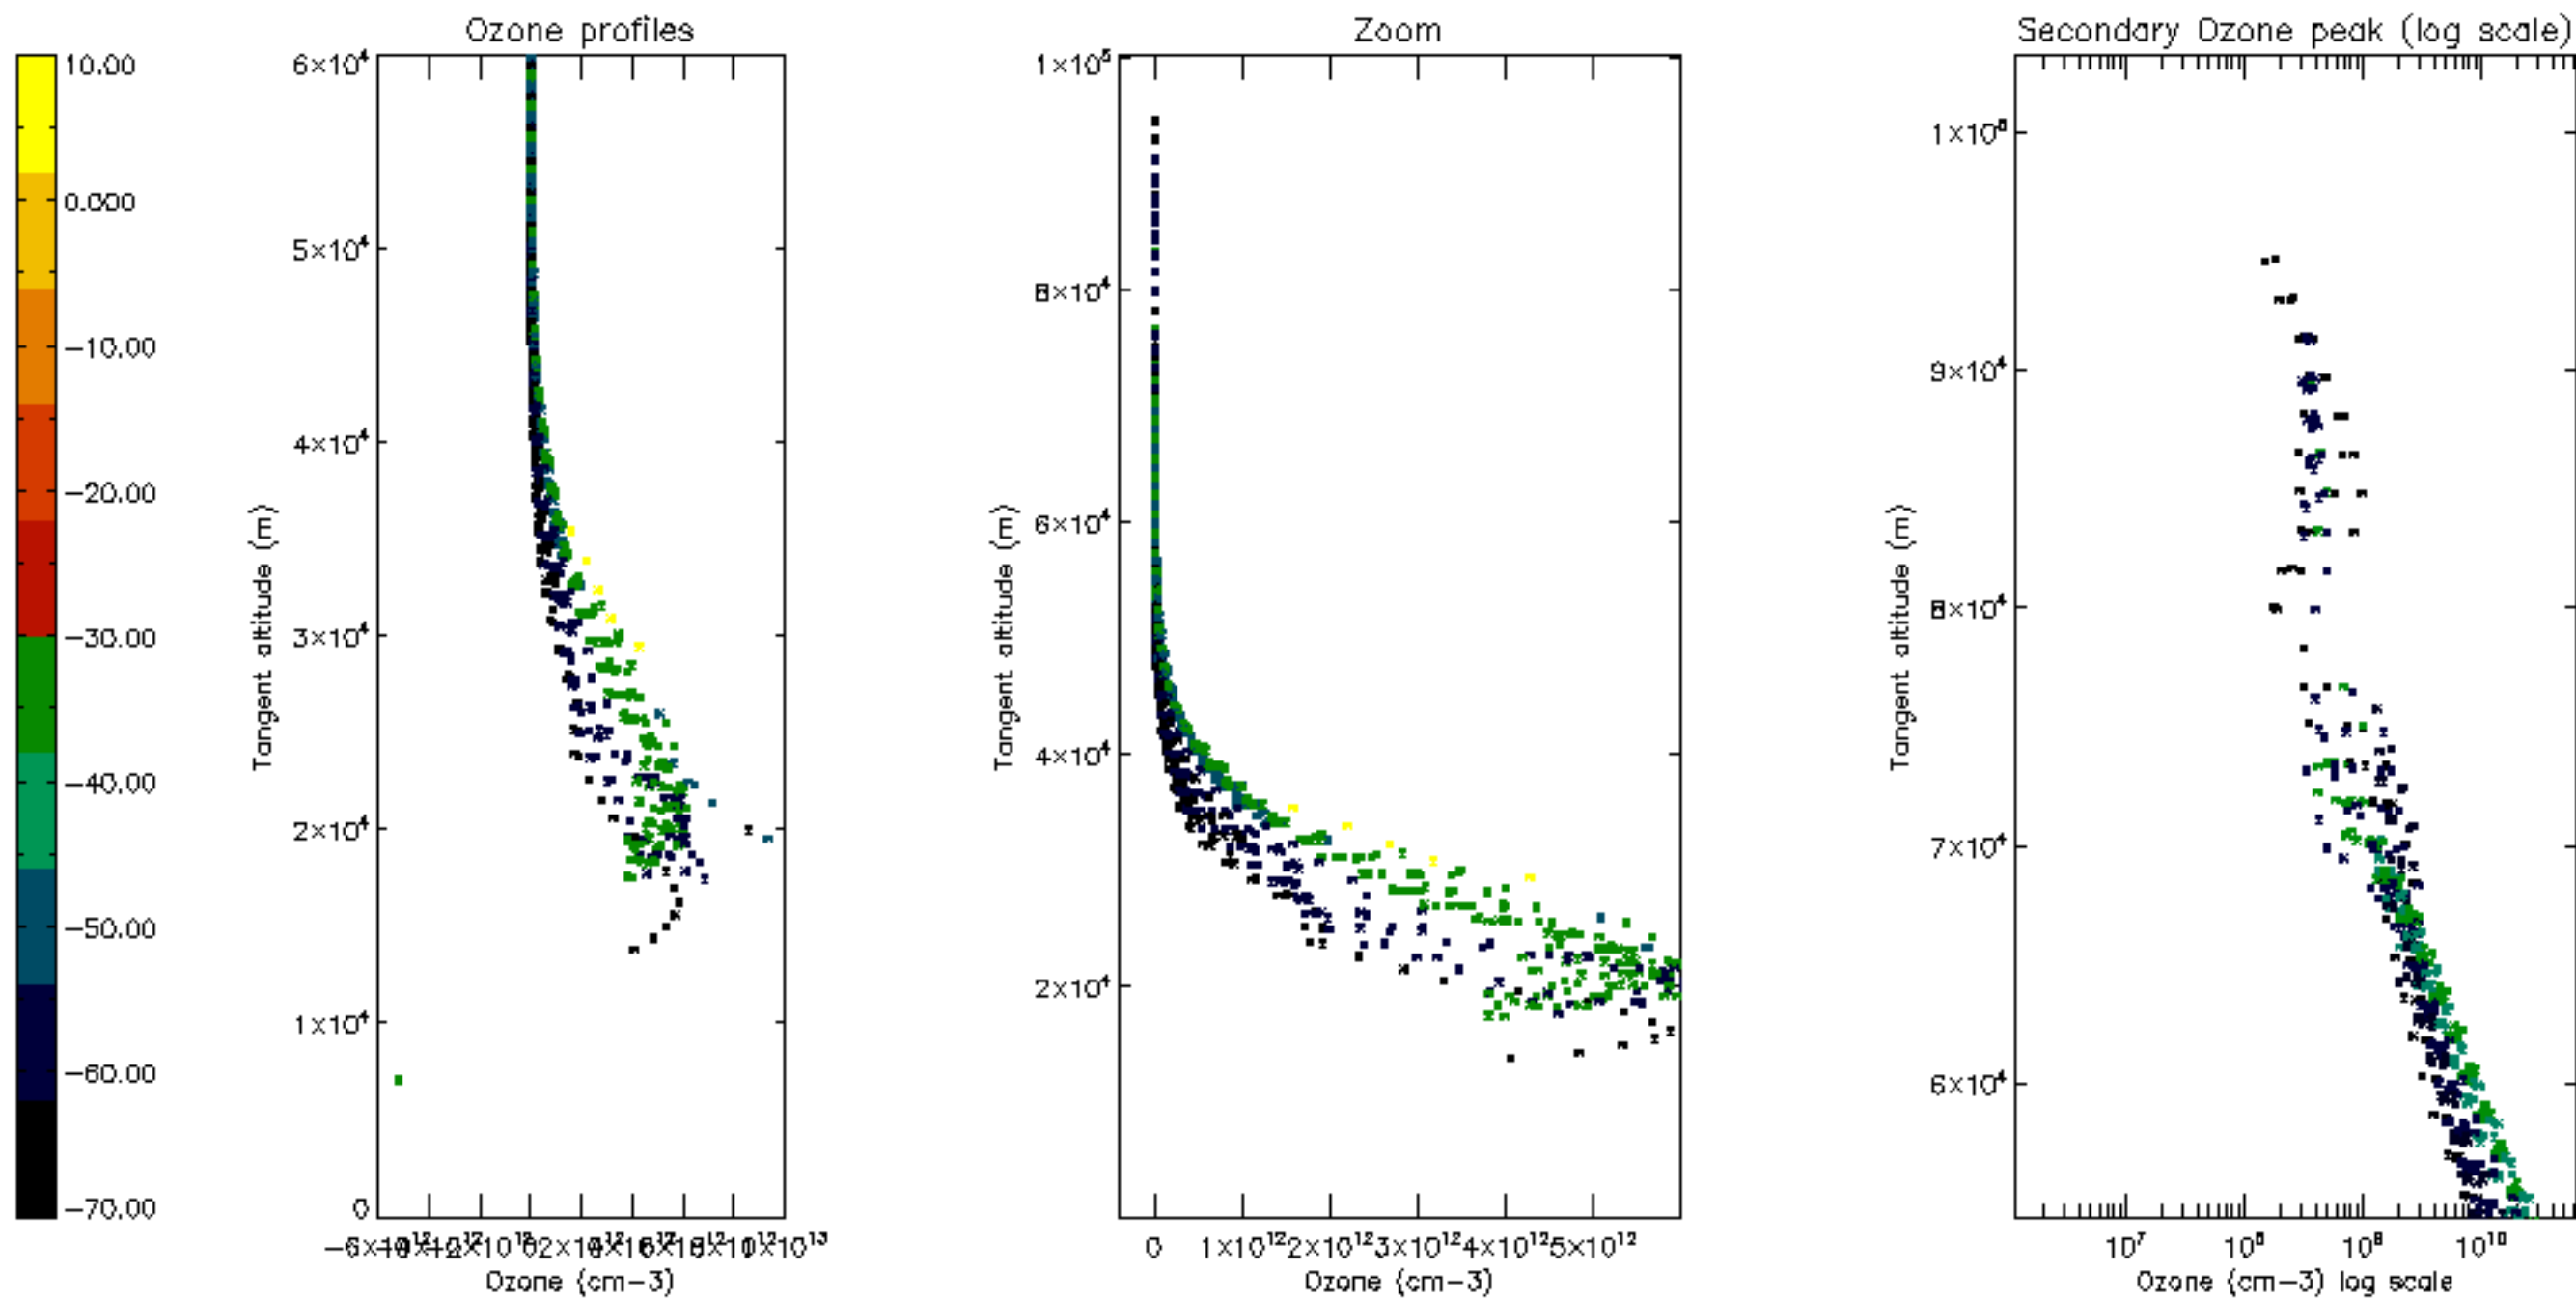 Ozone profiles
Zoom
Secondary Ozone peak (log scale)
10.00
0.000
−10.00
−20.00
−30.00
−40.00
−50.00
−60.00
−70.00
6×10⁴
5×10⁴
4×10⁴
3×10⁴
2×10⁴
1×10⁴
0
Tangent altitude (m)
Ozone (cm−3)
1×10⁵
8×10⁴
6×10⁴
4×10⁴
2×10⁴
Tangent altitude (m)
0 1×10¹² 2×10¹² 3×10¹² 4×10¹² 5×10¹²
Ozone (cm−3)
9×10⁴
8×10⁴
7×10⁴
6×10⁴
Tangent altitude (m)
10⁷ 10⁸ 10⁹ 10¹⁰
Ozone (cm−3) log scale